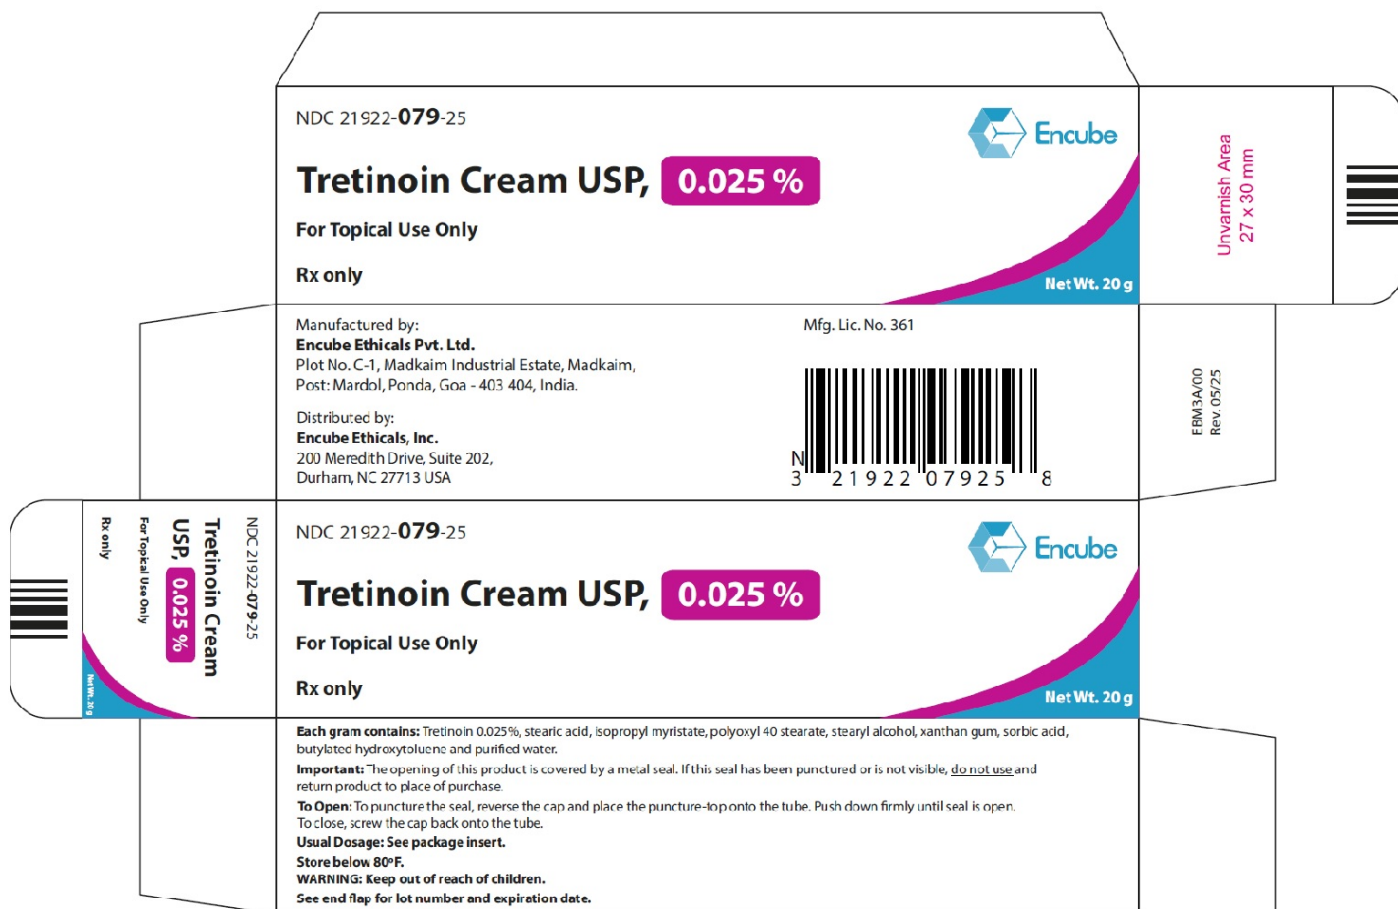 NDC 21922-079-25
Encube
Tretinoin Cream USP, 0.025 %
For Topical Use Only
Rx only
Net Wt. 20 g
Unvarnish Area
27 x 30 mm
Manufactured by:
Encube Ethicals Pvt. Ltd.
Plot No. C-1, Madkaim Industrial Estate, Madkaim,
Post: Mardol, Ponda, Goa - 403 404, India.
Distributed by:
Encube Ethicals, Inc.
200 Meredith Drive, Suite 202,
Durham, NC 27713 USA
Mfg. Lic. No. 361
N
3 21922 07925 8
EBM3A/00
Rev. 05/25
NDC 21922-079-25
Tretinoin Cream
USP, 0.025 %
For Topical Use Only
Rx only
Net Wt. 20 g
NDC 21922-079-25
Encube
Tretinoin Cream USP, 0.025 %
For Topical Use Only
Rx only
Net Wt. 20 g
Each gram contains: Tretinoin 0.025%, stearic acid, isopropyl myristate, polyoxyl 40 stearate, stearyl alcohol, xanthan gum, sorbic acid,
butylated hydroxytoluene and purified water.
Important: The opening of this product is covered by a metal seal. If this seal has been punctured or is not visible, do not use and
return product to place of purchase.
To Open: To puncture the seal, reverse the cap and place the puncture-top onto the tube. Push down firmly until seal is open.
To close, screw the cap back onto the tube.
Usual Dosage: See package insert.
Store below 80°F.
WARNING: Keep out of reach of children.
See end flap for lot number and expiration date.